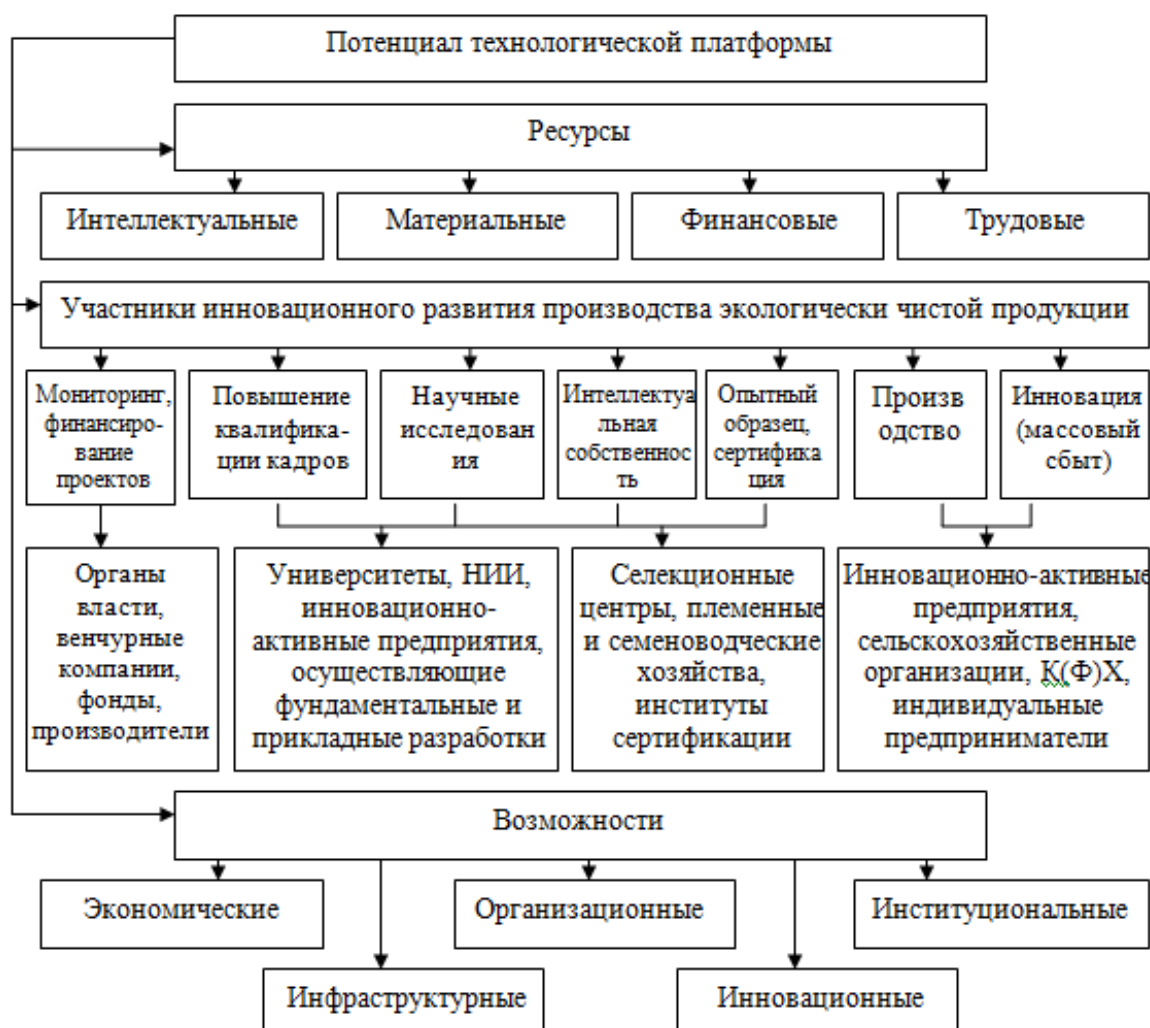 Потенциал технологической платформы
Ресурсы
Интеллектуальные
Материальные
Финансовые
Трудовые
Участники инновационного развития производства экологически чистой продукции
Мониторинг,
финансиро-
вание
проектов
Повышение
квалифика-
ции кадров
Научные
исследован
ия
Интеллектуа
льная
собственнос
ть
Опытный
образец,
сертифика
ция
Произв
одство
Инновация
(массовый
сбыт)
Органы
власти,
венчурные
компании,
фонды,
производители
Университеты, НИИ,
инновационно-
активные предприятия,
осуществляющие
фундаментальные и
прикладные разработки
Селекционные
центры, племенные
и семеноводческие
хозяйства,
институты
сертификации
Инновационно-активные
предприятия,
сельскохозяйственные
организации, К(Ф)Х,
индивидуальные
предприниматели
Возможности
Экономические
Организационные
Институциональные
Инфраструктурные
Инновационные